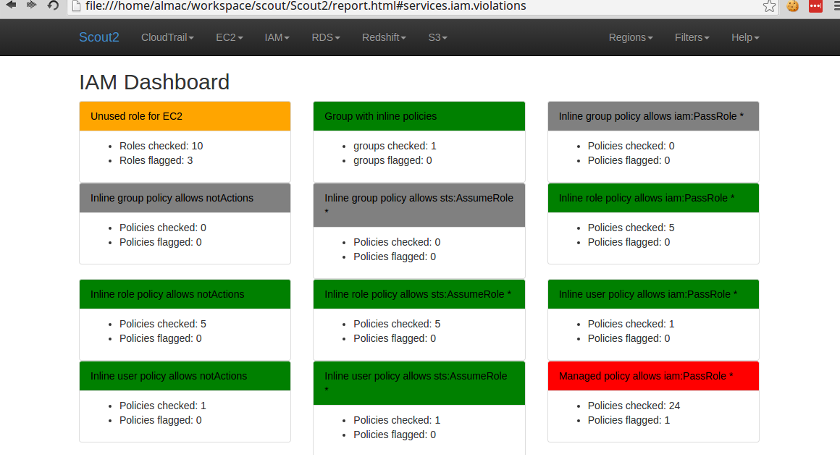 file:///home/almac/workspace/scout/Scout2/report.html#services.iam.violations
Scout2 CloudTrail EC2 IAM RDS Redshift S3 Regions Filters Help
IAM Dashboard
Unused role for EC2
Roles checked: 10
Roles flagged: 3
Group with inline policies
groups checked: 1
groups flagged: 0
Inline group policy allows iam:PassRole *
Policies checked: 0
Policies flagged: 0
Inline group policy allows notActions
Policies checked: 0
Policies flagged: 0
Inline group policy allows sts:AssumeRole
*
Policies checked: 0
Policies flagged: 0
Inline role policy allows iam:PassRole *
Policies checked: 5
Policies flagged: 0
Inline role policy allows notActions
Policies checked: 5
Policies flagged: 0
Inline role policy allows sts:AssumeRole *
Policies checked: 5
Policies flagged: 0
Inline user policy allows iam:PassRole *
Policies checked: 1
Policies flagged: 0
Inline user policy allows notActions
Policies checked: 1
Policies flagged: 0
Inline user policy allows sts:AssumeRole
*
Policies checked: 1
Policies flagged: 0
Managed policy allows iam:PassRole *
Policies checked: 24
Policies flagged: 1